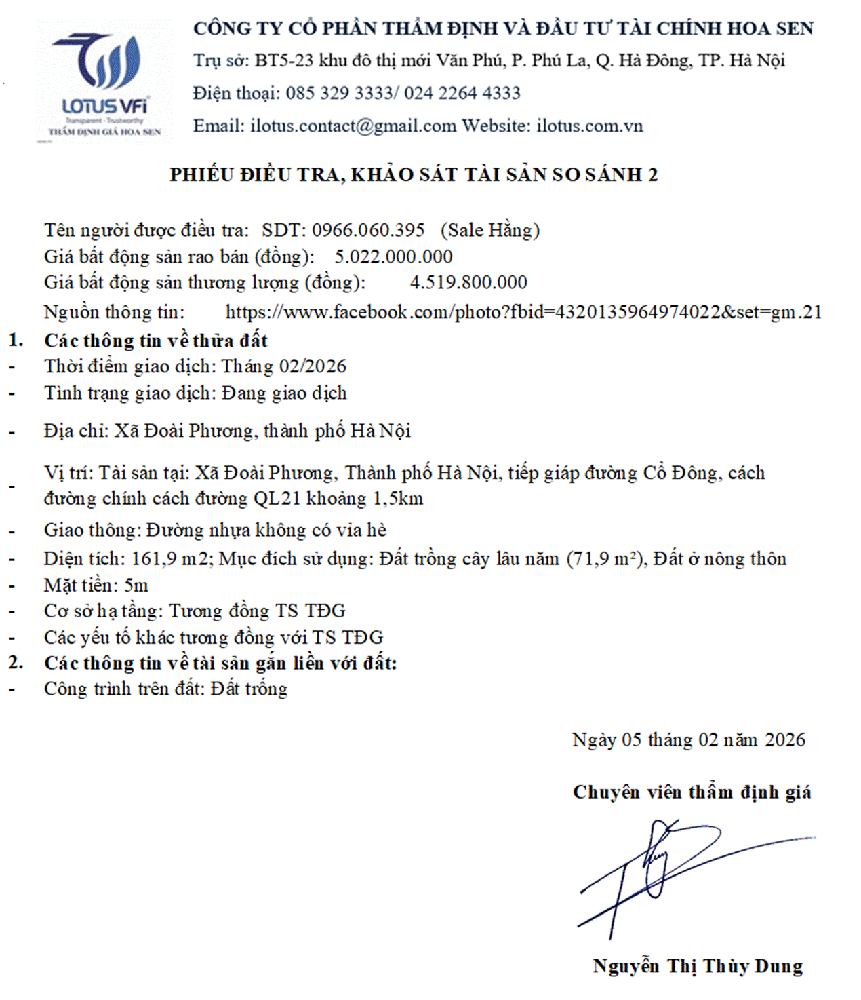 CÔNG TY CỔ PHẦN THẨM ĐỊNH VÀ ĐẦU TƯ TÀI CHÍNH HOA SEN
Trụ sở: BT5-23 khu đô thị mới Văn Phú, P. Phú La, Q. Hà Đông, TP. Hà Nội
Điện thoại: 085 329 3333/ 024 2264 4333
Email: ilotus.contact@gmail.com Website: ilotus.com.vn
LOTUS VFi
Transparent - Trustworthy
THẨM ĐỊNH GIÁ HOA SEN
PHIẾU ĐIỀU TRA, KHẢO SÁT TÀI SẢN SO SÁNH 2
Tên người được điều tra: SDT: 0966.060.395 (Sale Hằng)
Giá bất động sản rao bán (đồng): 5.022.000.000
Giá bất động sản thương lượng (đồng): 4.519.800.000
Nguồn thông tin: https://www.facebook.com/photo?fbid=4320135964974022&set=gm.21
1. Các thông tin về thửa đất
- Thời điểm giao dịch: Tháng 02/2026
- Tình trạng giao dịch: Đang giao dịch
- Địa chỉ: Xã Đoài Phương, thành phố Hà Nội
- Vị trí: Tài sản tại: Xã Đoài Phương, Thành phố Hà Nội, tiếp giáp đường Cổ Đông, cách
đường chính cách đường QL21 khoảng 1,5km
- Giao thông: Đường nhựa không có vỉa hè
- Diện tích: 161,9 m2; Mục đích sử dụng: Đất trồng cây lâu năm (71,9 m²), Đất ở nông thôn
- Mặt tiền: 5m
- Cơ sở hạ tầng: Tương đồng TS TĐG
- Các yếu tố khác tương đồng với TS TĐG
2. Các thông tin về tài sản gắn liền với đất:
- Công trình trên đất: Đất trống
Ngày 05 tháng 02 năm 2026
Chuyên viên thẩm định giá
Nguyễn Thị Thùy Dung